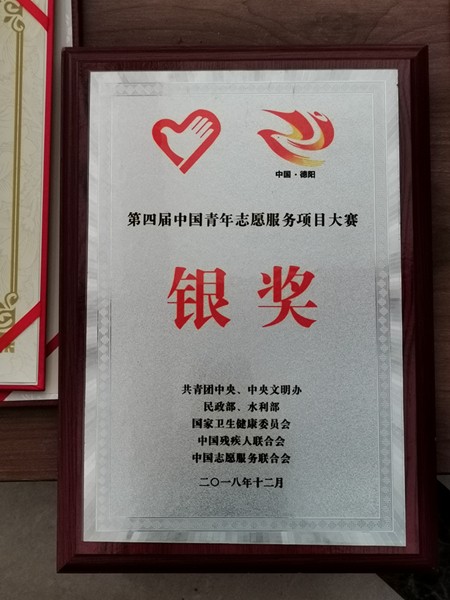 中国·德阳
第四届中国青年志愿服务项目大赛
银奖
共青团中央、中央文明办
民政部、水利部
国家卫生健康委员会
中国残疾人联合会
中国志愿服务联合会
二〇一八年十二月